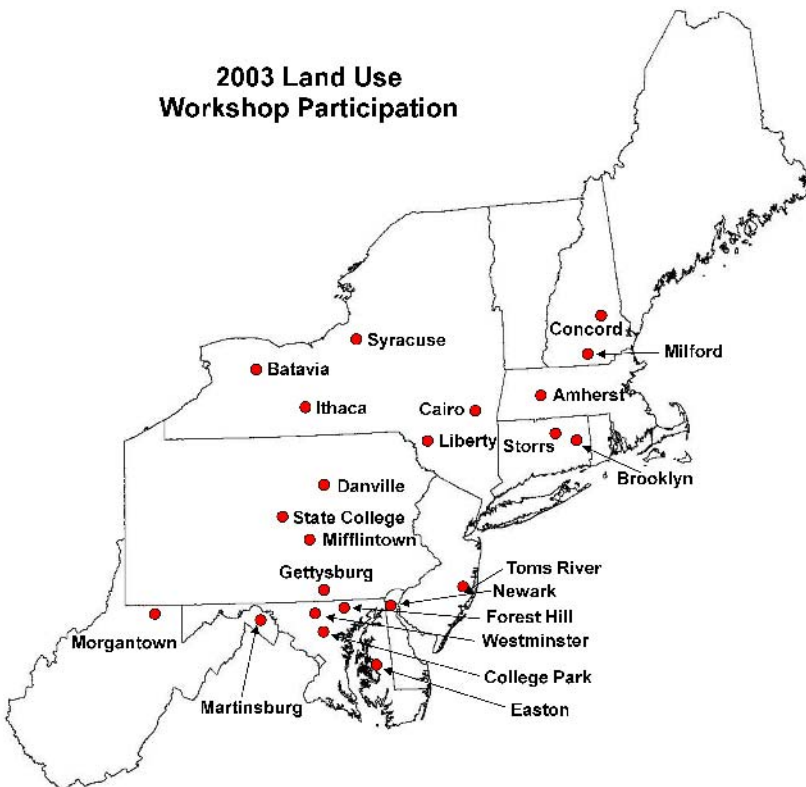 2003 Land Use
Workshop Participation
Concord
Syracuse
Milford
Batavia
Amherst
Ithaca
Cairo
Liberty
Storrs
Brooklyn
Danville
State College
Mifflintown
Gettysburg
Toms River
Newark
Forest Hill
Morgantown
Westminster
College Park
Martinsburg
Easton